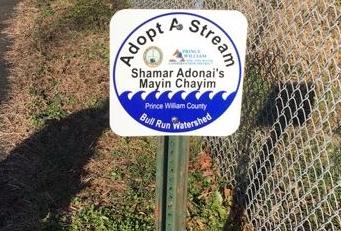 Adopt A Stream
PRINCE
WILLIAM
Shamar Adonai's
Mayin Chayim
Prince William County
Bull Run Watershed